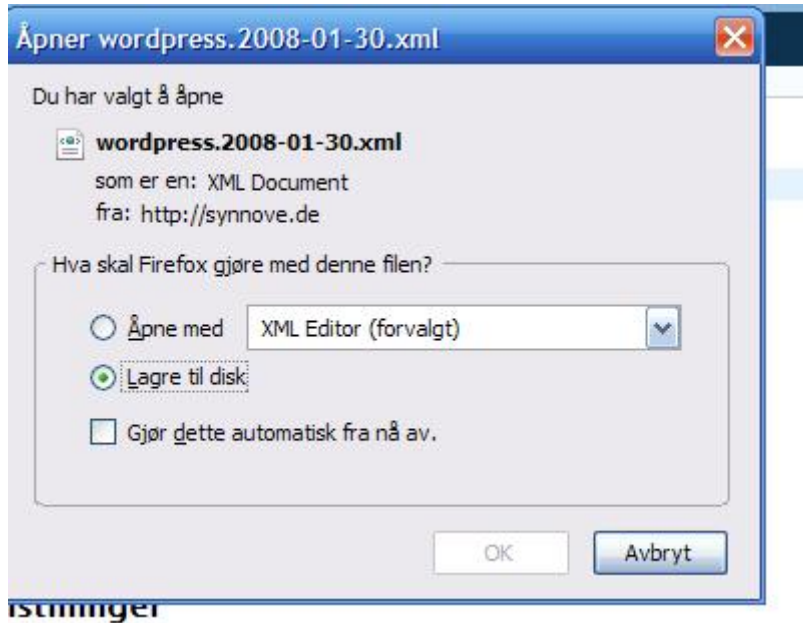 Åpner wordpress.2008-01-30.xml
Du har valgt å åpne
wordpress.2008-01-30.xml
som er en: XML Document
fra: http://synnove.de
Hva skal Firefox gjøre med denne filen?
Åpne med XML Editor (forvalgt)
Lagre til disk
Gjør dette automatisk fra nå av.
OK Avbryt